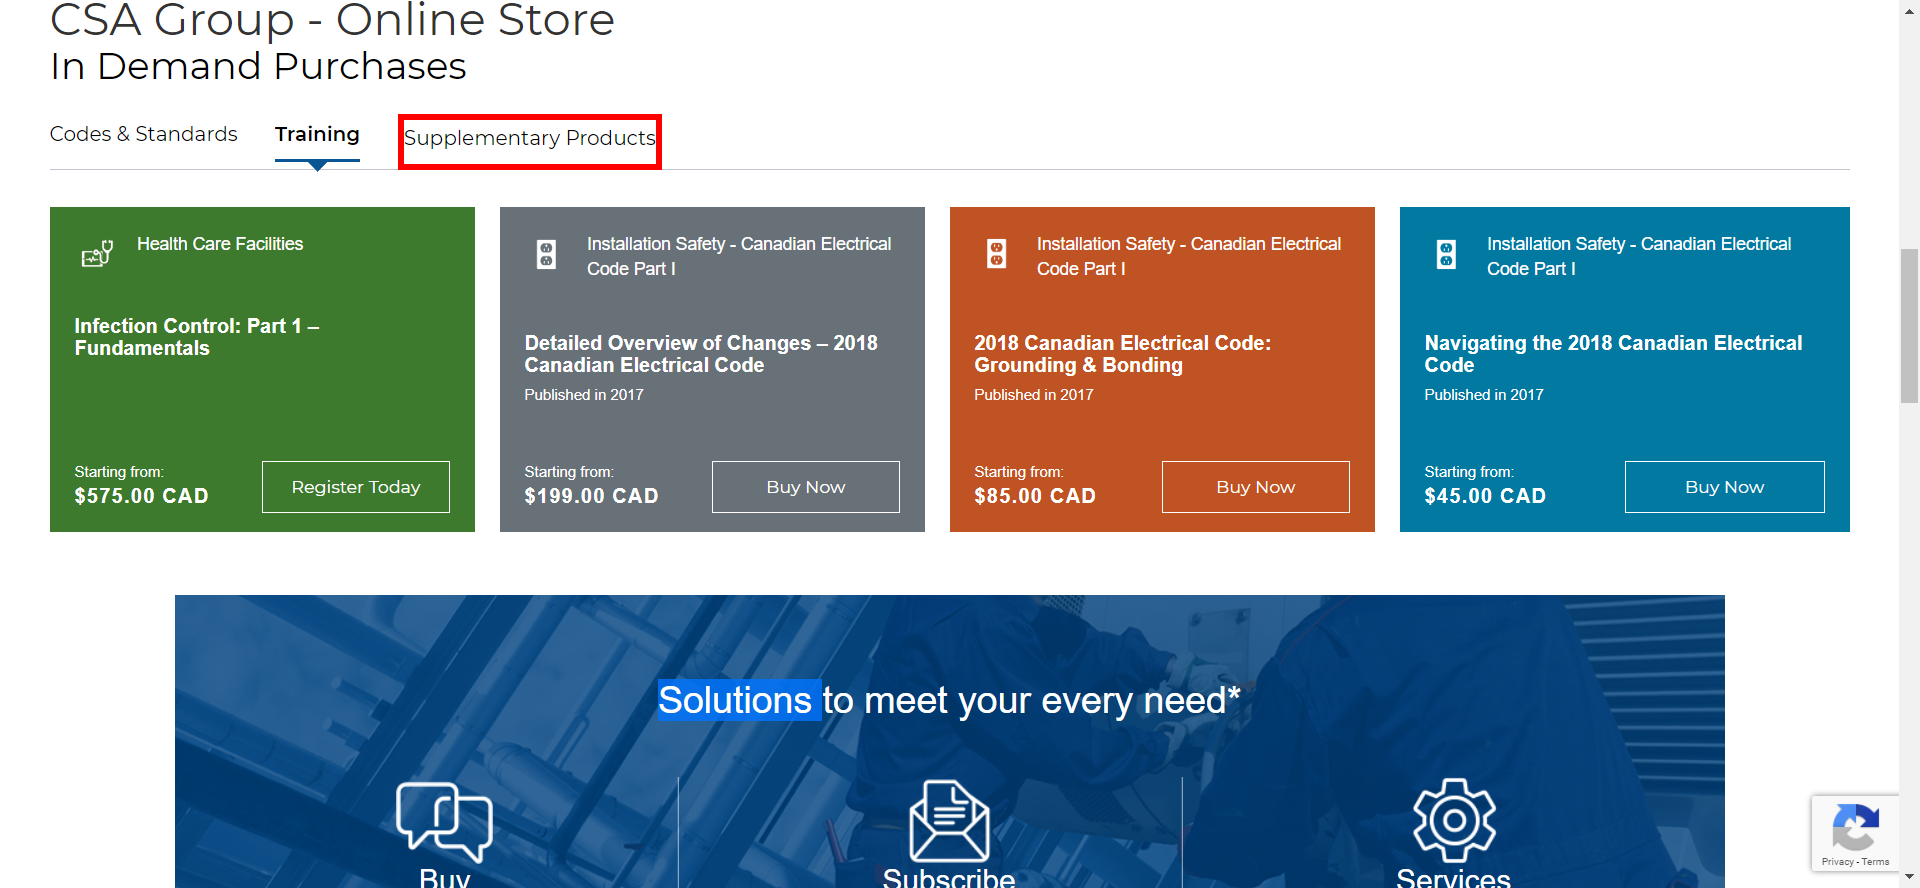 CSA Group - Online Store
In Demand Purchases
Codes & Standards
Training
Supplementary Products
Health Care Facilities
Infection Control: Part 1 –
Fundamentals
Starting from:
$575.00 CAD
Register Today
Installation Safety - Canadian Electrical
Code Part I
Detailed Overview of Changes – 2018
Canadian Electrical Code
Published in 2017
Starting from:
$199.00 CAD
Buy Now
Installation Safety - Canadian Electrical
Code Part I
2018 Canadian Electrical Code:
Grounding & Bonding
Published in 2017
Starting from:
$85.00 CAD
Buy Now
Installation Safety - Canadian Electrical
Code Part I
Navigating the 2018 Canadian Electrical
Code
Published in 2017
Starting from:
$45.00 CAD
Buy Now
Solutions to meet your every need*
Buy
Subscribe
Services
Privacy - Terms